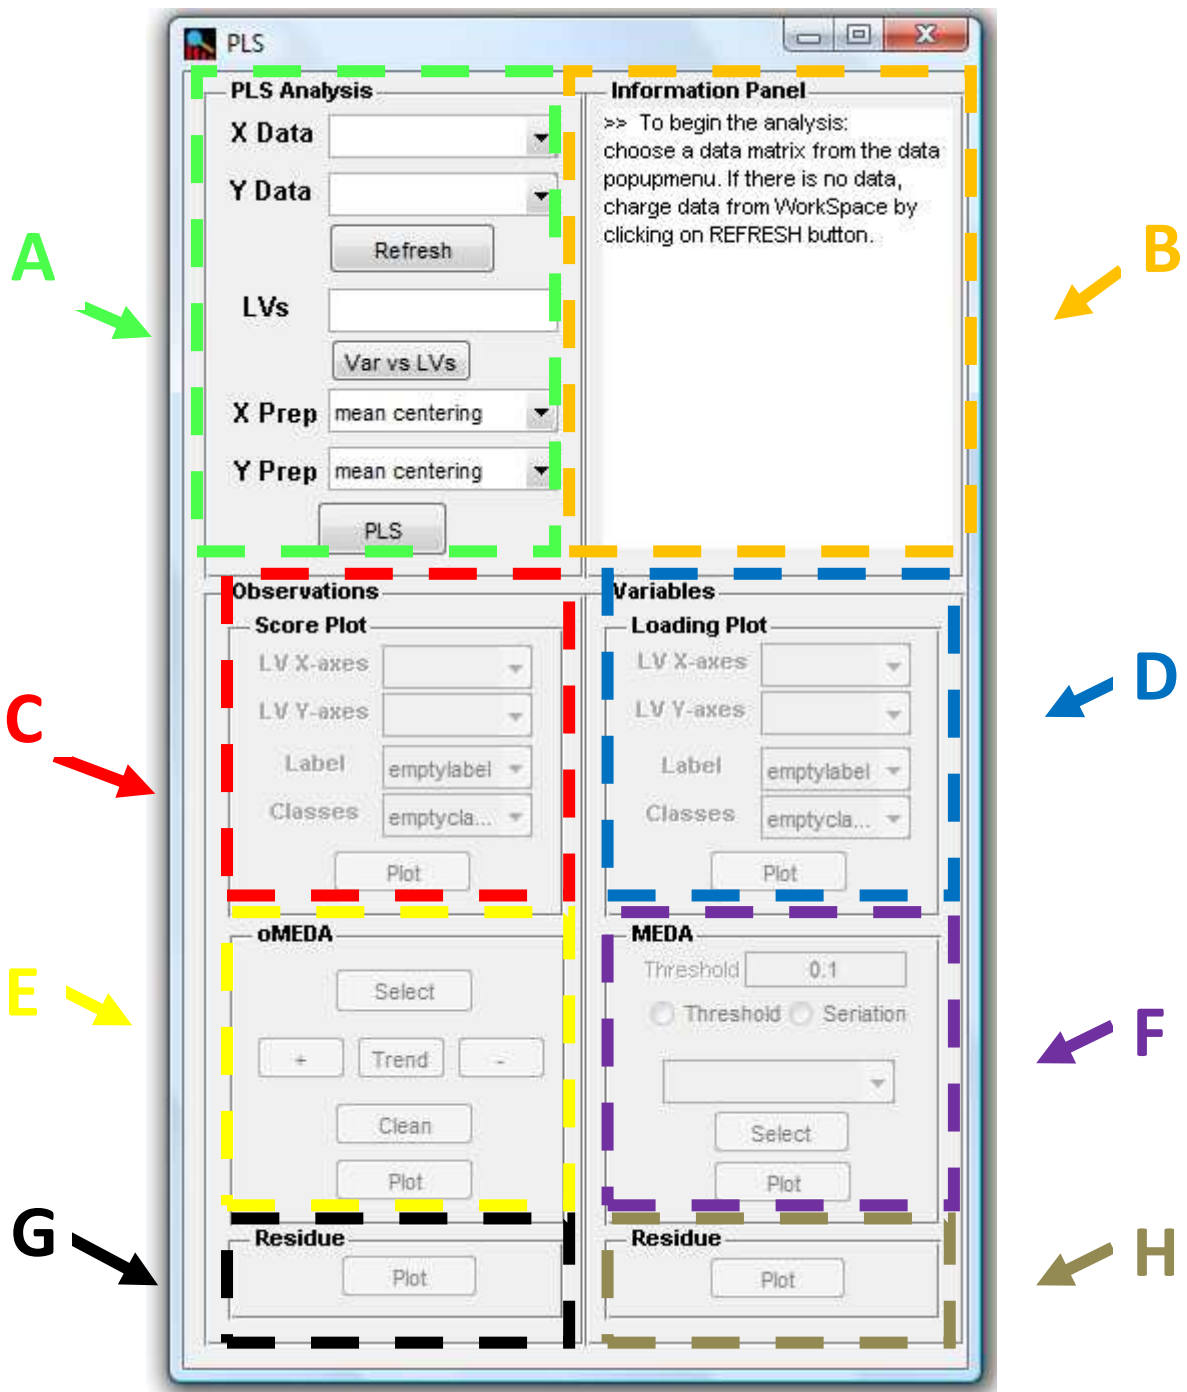 PLS
PLS Analysis
X Data
Y Data
Refresh
LVs
Var vs LVs
X Prep mean centering
Y Prep mean centering
PLS
Information Panel
>> To begin the analysis:
choose a data matrix from the data
popupmenu. If there is no data,
charge data from WorkSpace by
clicking on REFRESH button.
A
B
Observations
Score Plot
LV X-axes
LV Y-axes
Label emptylabel
Classes emptycla...
Plot
Variables
Loading Plot
LV X-axes
LV Y-axes
Label emptylabel
Classes emptycla...
Plot
C
D
oMEDA
Select
+ Trend -
Clean
Plot
MEDA
Threshold 0.1
Threshold Seriation
Select
Plot
E
F
Residue
Plot
Residue
Plot
G
H